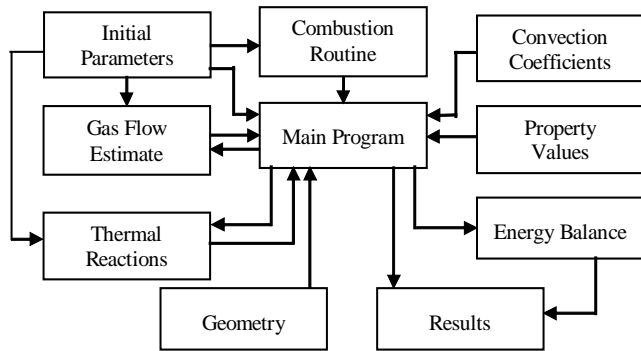 Initial
Parameters
Combustion
Routine
Convection
Coefficients
Gas Flow
Estimate
Main Program
Property
Values
Thermal
Reactions
Energy Balance
Geometry
Results